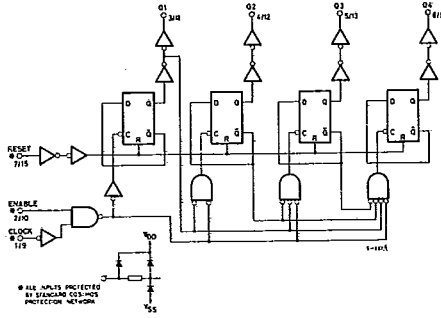 Q1 Q2 Q3 Q4
3/11 4/12 5/13 6/14
D Q D Q D Q D Q
C Q̅ C Q̅ C Q̅ C Q̅
R R R R
RESET
7/15
ENABLE
2/10
CLOCK
1/9
VDD
VSS
ALL INPUTS PROTECTED
BY STANDARD COS/MOS
PROTECTION NETWORK